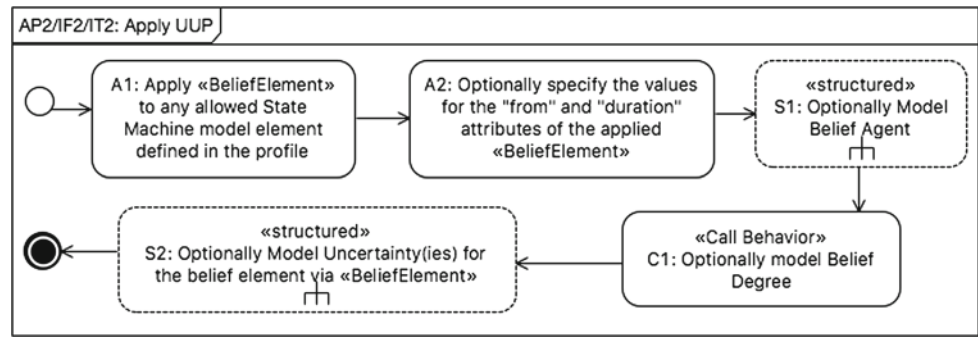 AP2/IF2/IT2: Apply UUP
A1: Apply «BeliefElement»
to any allowed State
Machine model element
defined in the profile
A2: Optionally specify the values
for the "from" and "duration"
attributes of the applied
«BeliefElement»
«structured»
S1: Optionally Model
Belief Agent
«Call Behavior»
C1: Optionally model Belief
Degree
«structured»
S2: Optionally Model Uncertainty(ies) for
the belief element via «BeliefElement»